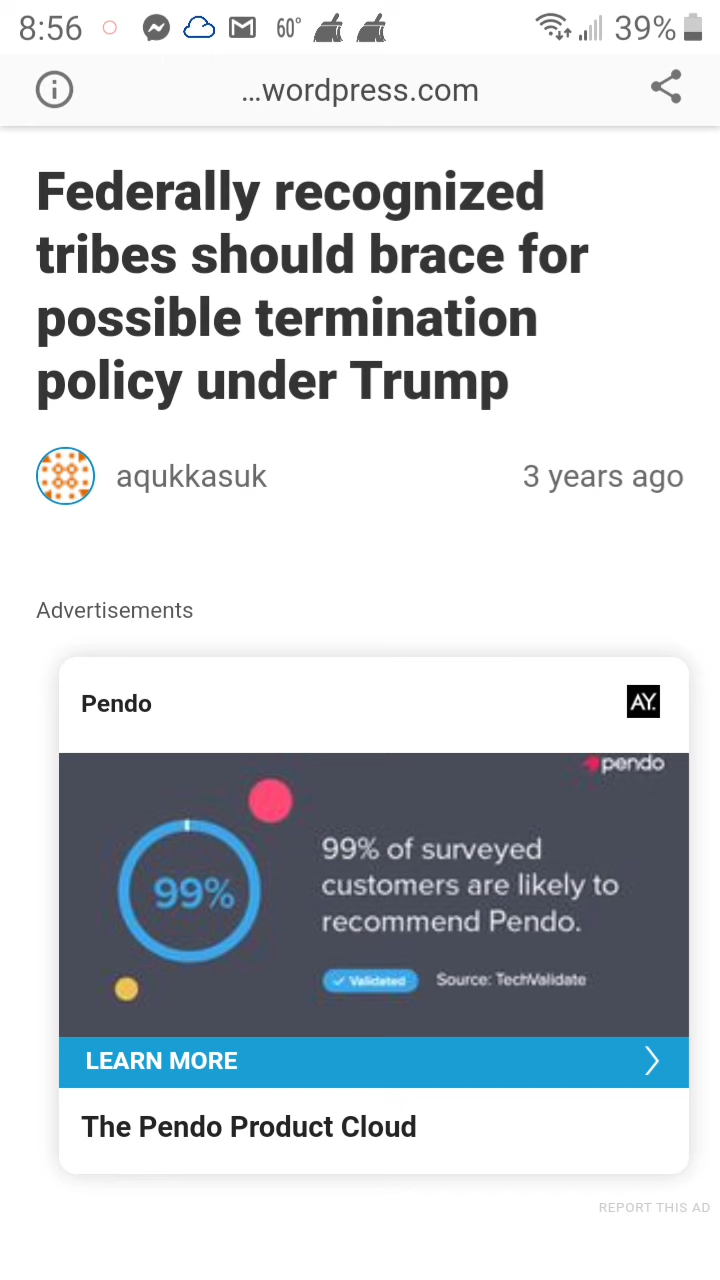 8:56
60°
39%
...wordpress.com
Federally recognized
tribes should brace for
possible termination
policy under Trump
aqukkasuk
3 years ago
Advertisements
Pendo
AY.
pendo
99%
99% of surveyed
customers are likely to
recommend Pendo.
Validated
Source: TechValidate
LEARN MORE
The Pendo Product Cloud
REPORT THIS AD